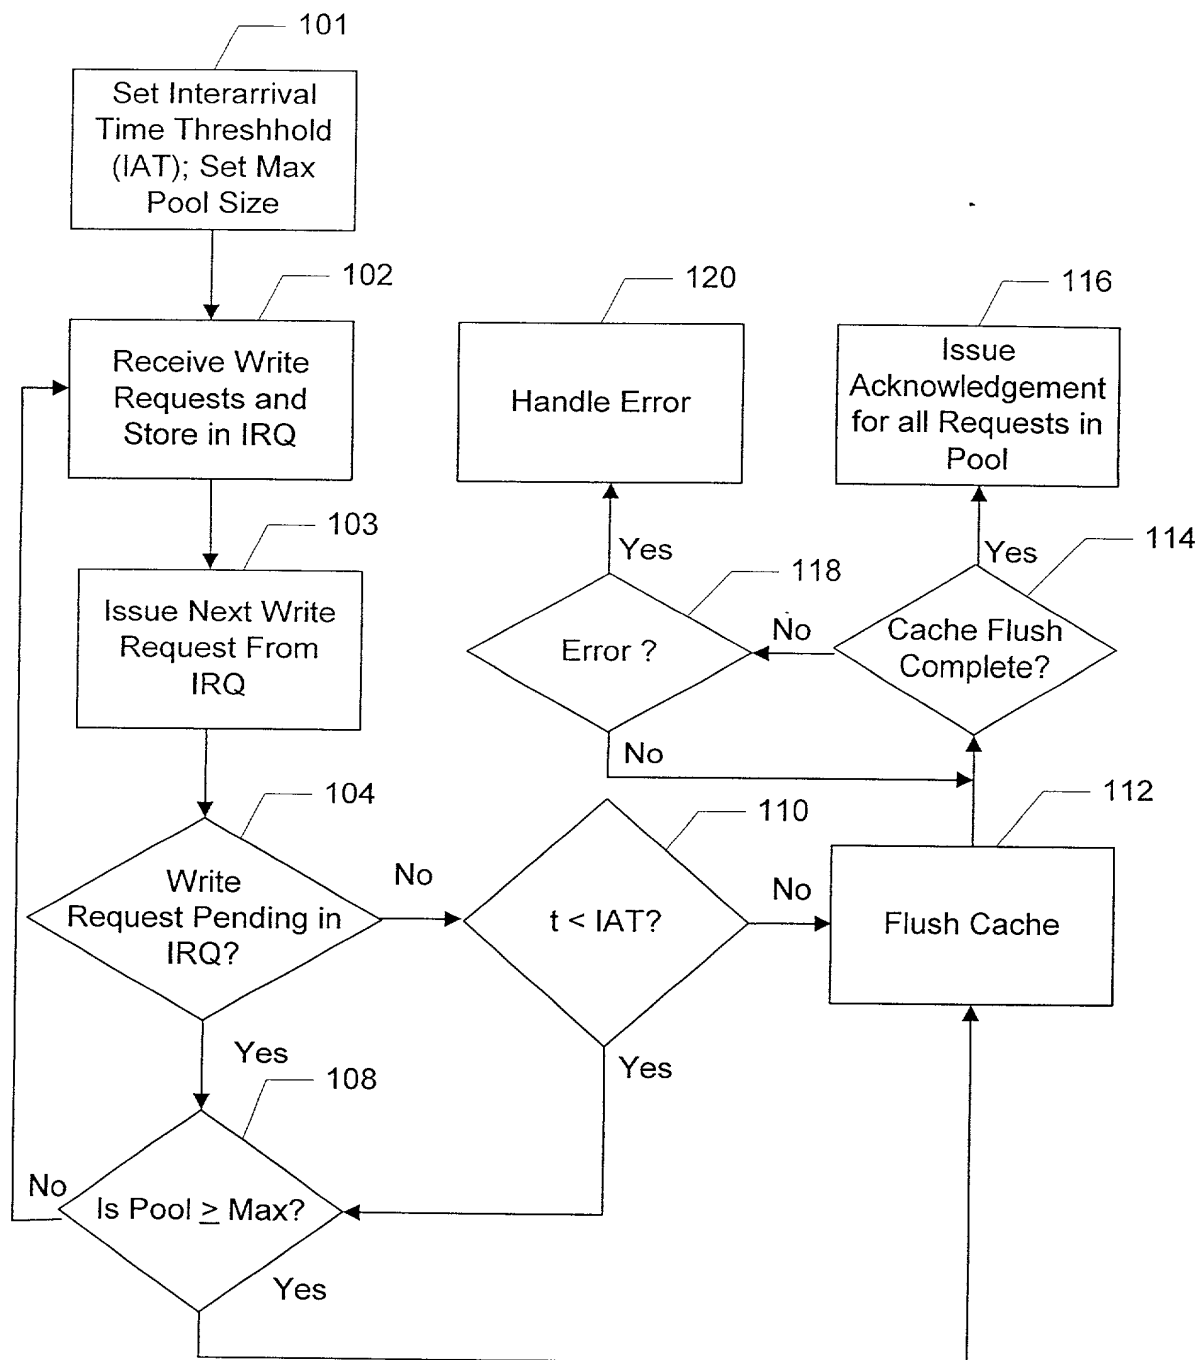 101
Set Interarrival
Time Threshhold
(IAT); Set Max
Pool Size
102
Receive Write
Requests and
Store in IRQ
103
Issue Next Write
Request From
IRQ
104
Write
Request Pending in
IRQ?
No
Yes
108
Is Pool ≥ Max?
No
Yes
110
t < IAT?
No
Yes
112
Flush Cache
114
Cache Flush
Complete?
Yes
No
116
Issue
Acknowledgement
for all Requests in
Pool
118
Error ?
Yes
No
120
Handle Error